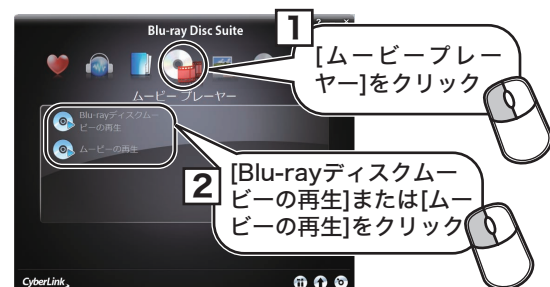 Blu-ray Disc Suite
?
×
1
[ムービープレー
ヤー]をクリック
ムービー プレーヤー
Blu-rayディスクムー
ビーの再生
ムービーの再生
2
[Blu-rayディスクムー
ビーの再生]または[ムー
ビーの再生]をクリック
CyberLink